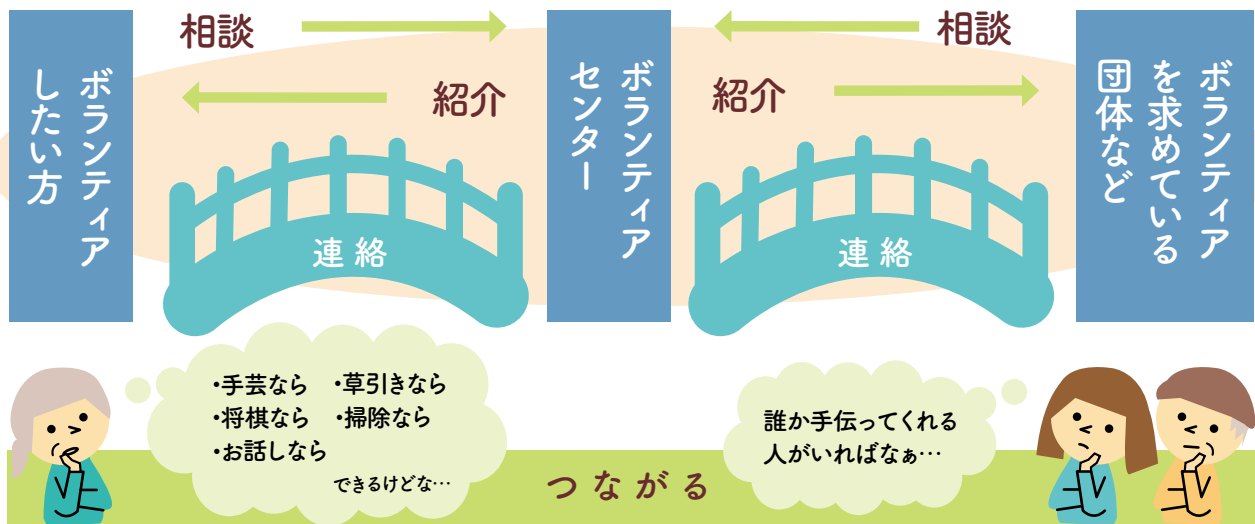 相談
相談
紹介
紹介
ボランティア
したい方
ボランティア
センター
ボランティア
を求めている
団体など
連絡
連絡
・手芸なら ・草引きなら
・将棋なら ・掃除なら
・お話しなら
できるけどな…
誰か手伝ってくれる
人がいればなぁ…
つながる